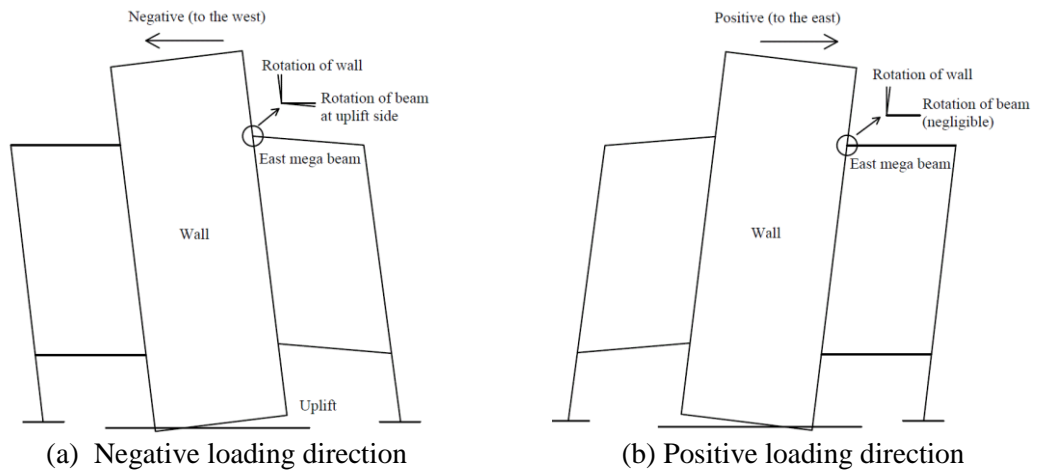 Negative (to the west)
Rotation of wall
Rotation of beam
at uplift side
East mega beam
Wall
Uplift
(a) Negative loading direction
Positive (to the east)
Rotation of wall
Rotation of beam
(negligible)
East mega beam
Wall
(b) Positive loading direction